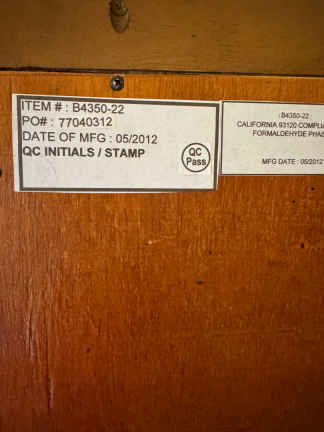 ITEM # : B4350-22
PO# : 77040312
DATE OF MFG : 05/2012
QC INITIALS / STAMP
QC
Pass
:B4350-22
CALIFORNIA 93120 COMPLIA
FORMALDEHYDE PHAS
MFG DATE : 05/2012